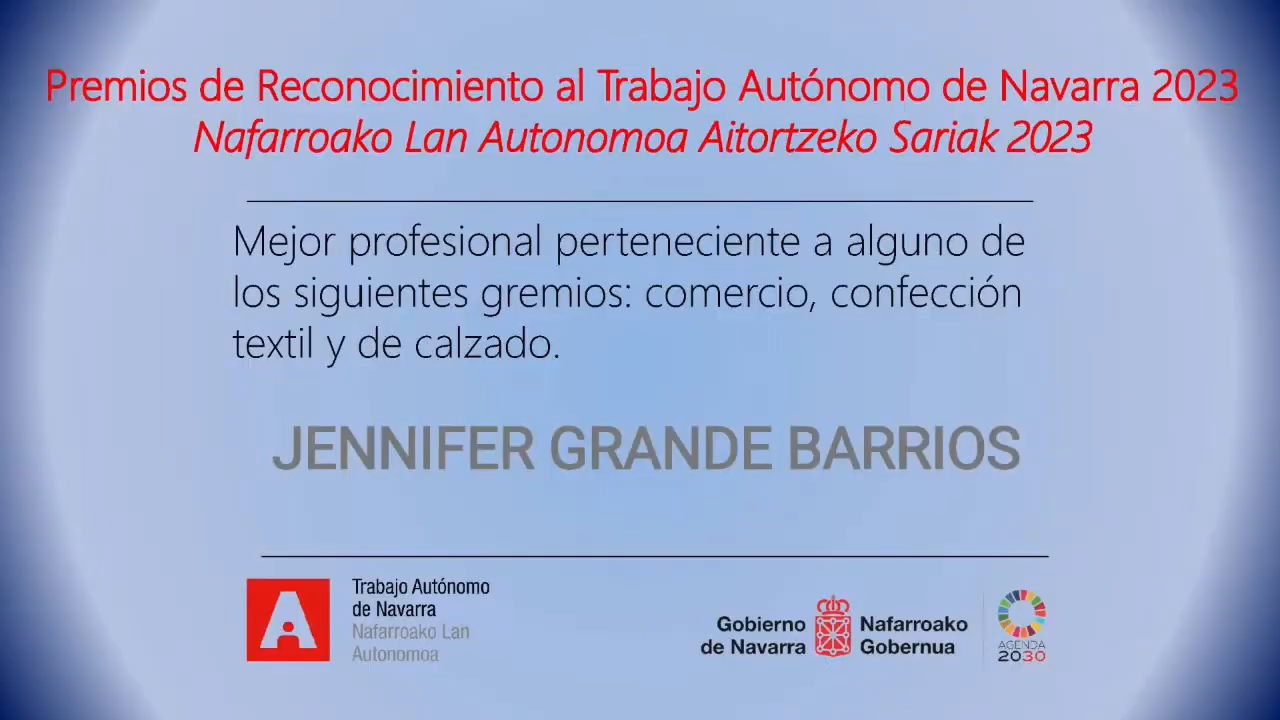 Premios de Reconocimiento al Trabajo Autónomo de Navarra 2023
Nafarroako Lan Autonomoa Aitortzeko Sariak 2023
Mejor profesional perteneciente a alguno de
los siguientes gremios: comercio, confección
textil y de calzado.
JENNIFER GRANDE BARRIOS
A
Trabajo Autónomo
de Navarra
Nafarroako Lan
Autonomoa
Gobierno
de Navarra
Nafarroako
Gobernua
AGENDA
2030